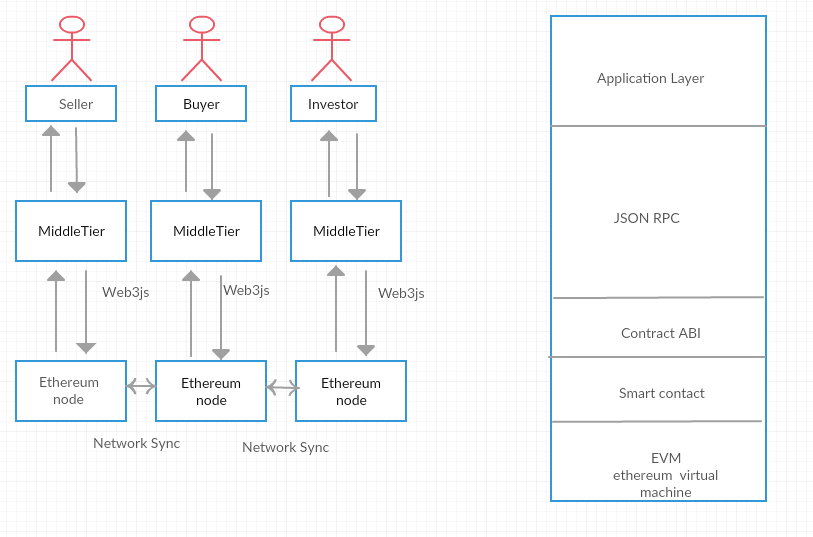 Seller
Buyer
Investor
MiddleTier
MiddleTier
MiddleTier
Web3js
Web3js
Web3js
Ethereum
node
Ethereum
node
Ethereum
node
Network Sync
Network Sync
Application Layer
JSON RPC
Contract ABI
Smart contact
EVM
ethereum virtual
machine